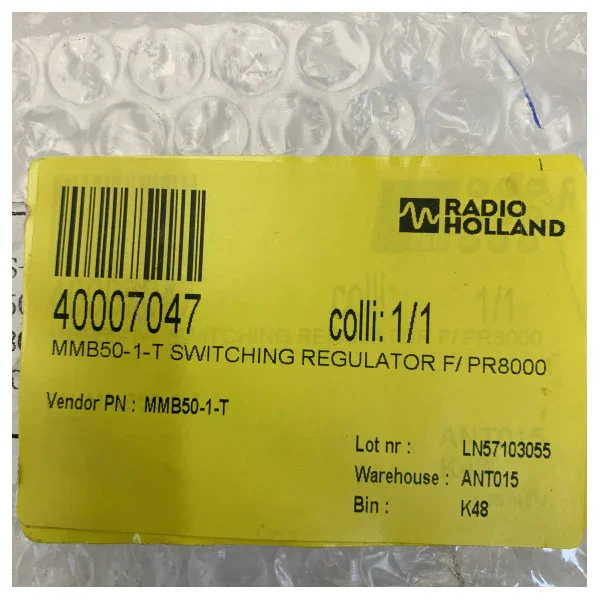 RADIO
HOLLAND
40007047 colli: 1/1
MMB50-1-T SWITCHING REGULATOR F/ PR8000
Vendor PN : MMB50-1-T
Lot nr : LN57103055
Warehouse : ANT015
Bin : K48